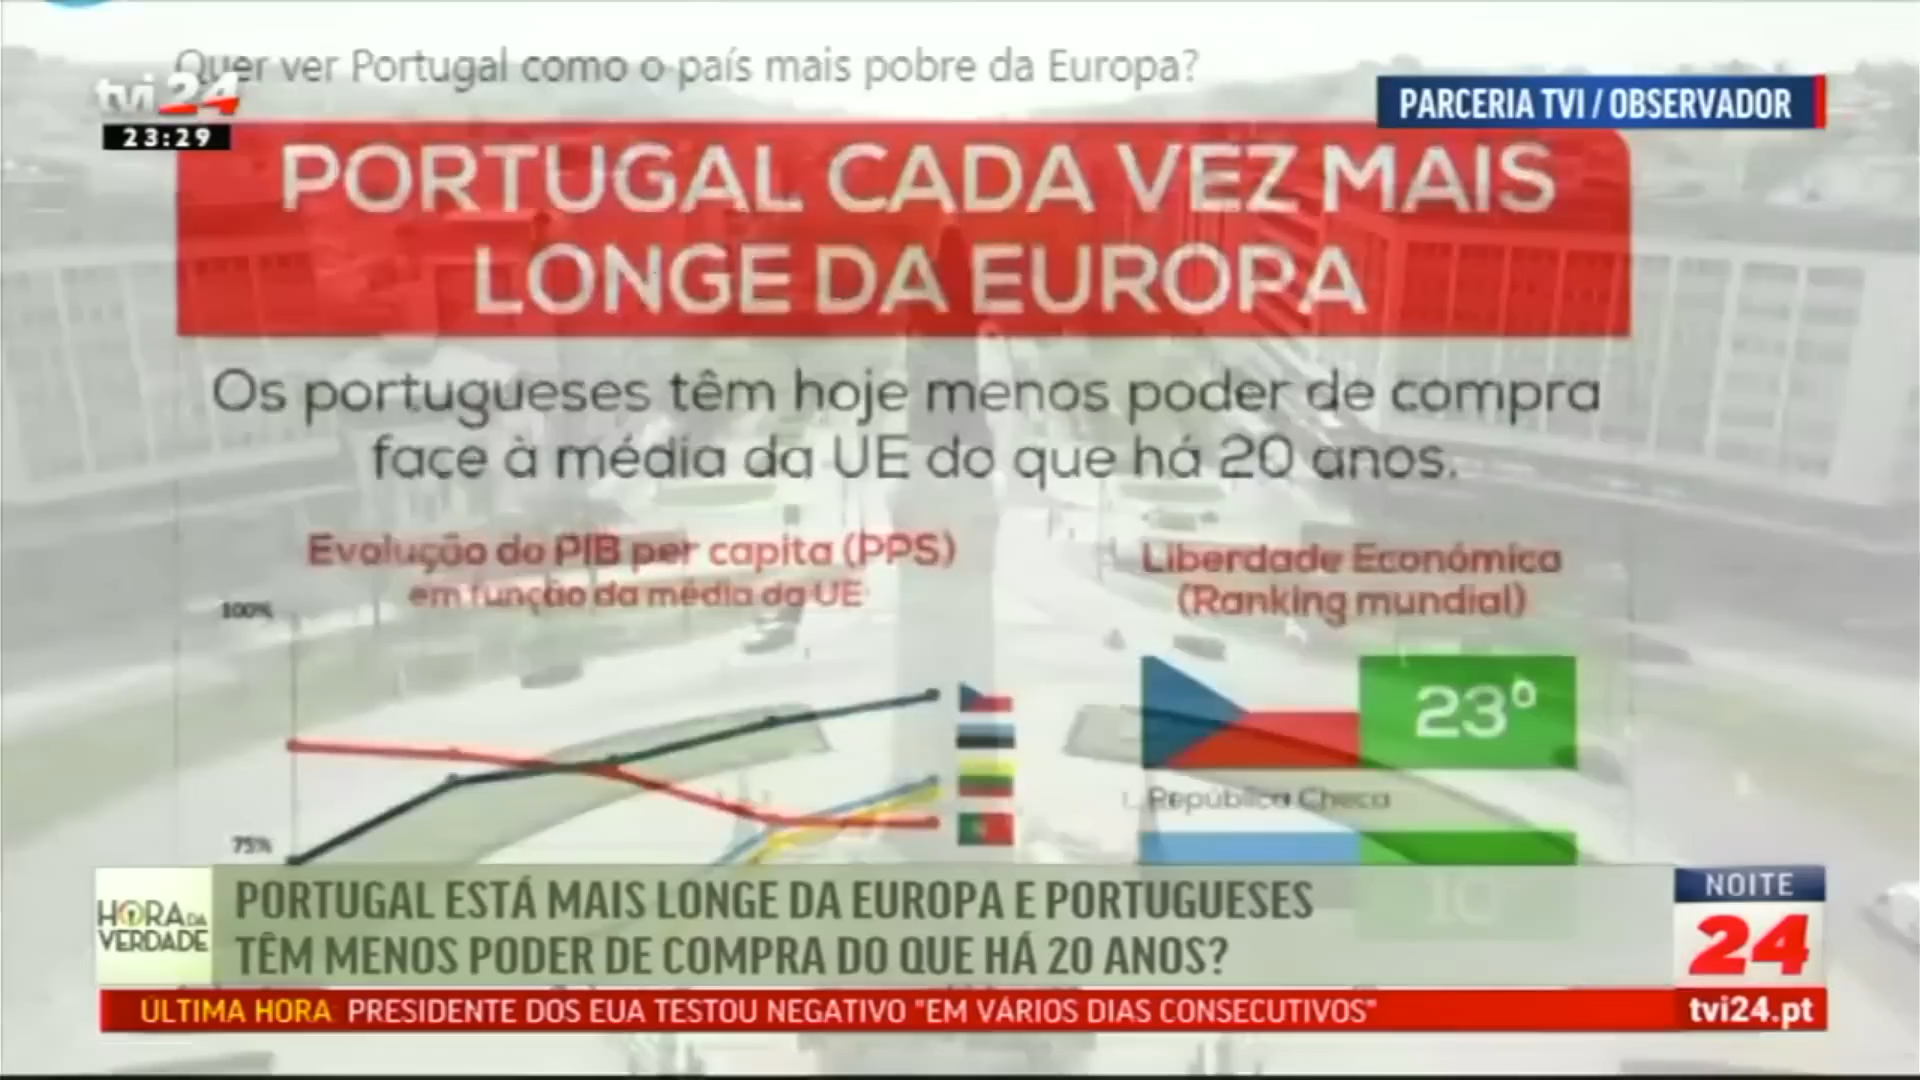 Quer ver Portugal como o país mais pobre da Europa?
tvi 24
23:29
PARCERIA TVI / OBSERVADOR
PORTUGAL CADA VEZ MAIS
LONGE DA EUROPA
Os portugueses têm hoje menos poder de compra
face à média da UE do que há 20 anos.
Evolução do PIB per capita (PPS)
em função da média da UE
100%
75%
Liberdade Económica
(Ranking mundial)
23º
República Checa
10
HORA DA
VERDADE
PORTUGAL ESTÁ MAIS LONGE DA EUROPA E PORTUGUESES
TÊM MENOS PODER DE COMPRA DO QUE HÁ 20 ANOS?
NOITE
24
ÚLTIMA HORA PRESIDENTE DOS EUA TESTOU NEGATIVO "EM VÁRIOS DIAS CONSECUTIVOS"
tvi24.pt